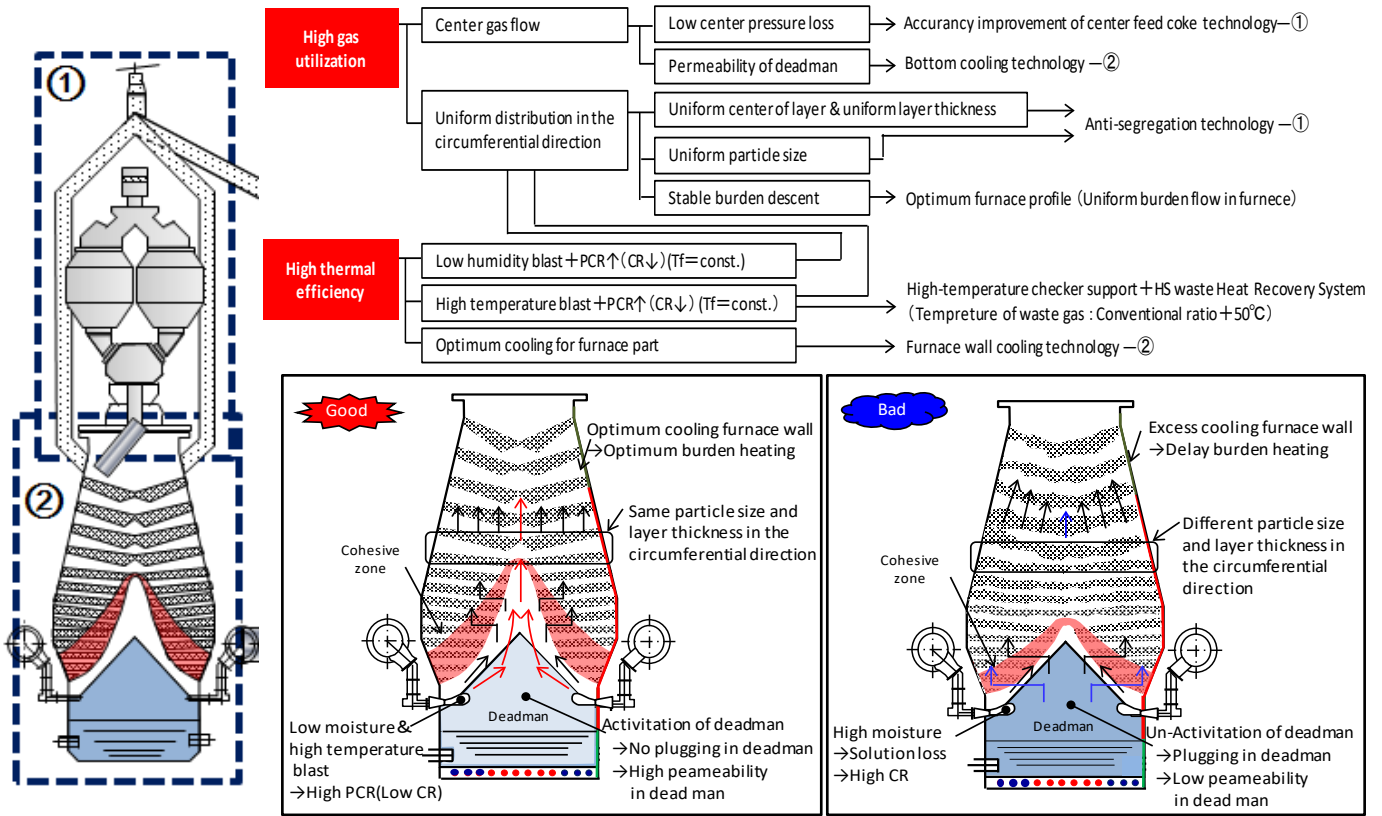 ①
②
High gas
utilization
Center gas flow
Low center pressure loss
Accurancy improvement of center feed coke technology―①
Permeability of deadman
Bottom cooling technology ―②
Uniform distribution in the
circumferential direction
Uniform center of layer & uniform layer thickness
Anti-segregation technology ―①
Uniform particle size
Stable burden descent
Optimum furnace profile (Uniform burden flow in furnece)
High thermal
efficiency
Low humidity blast+PCR↑(CR↓)(Tf=const.)
High temperature blast+PCR↑(CR↓) (Tf=const.)
High-temperature checker support+HS waste Heat Recovery System
(Tempreture of waste gas : Conventional ratio+50℃)
Optimum cooling for furnace part
Furnace wall cooling technology ―②
Good
Optimum cooling furnace wall
→Optimum burden heating
Same particle size and
layer thickness in the
circumferential direction
Cohesive
zone
Deadman
Low moisture &
high temperature
blast
→High PCR(Low CR)
Activitation of deadman
→No plugging in deadman
→High peameability
in dead man
Bad
Excess cooling furnace wall
→Delay burden heating
Different particle size
and layer thickness in
the circumferential
direction
Cohesive
zone
Deadman
High moisture
→Solution loss
→High CR
Un-Activitation of deadman
→Plugging in deadman
→Low peameability
in dead man